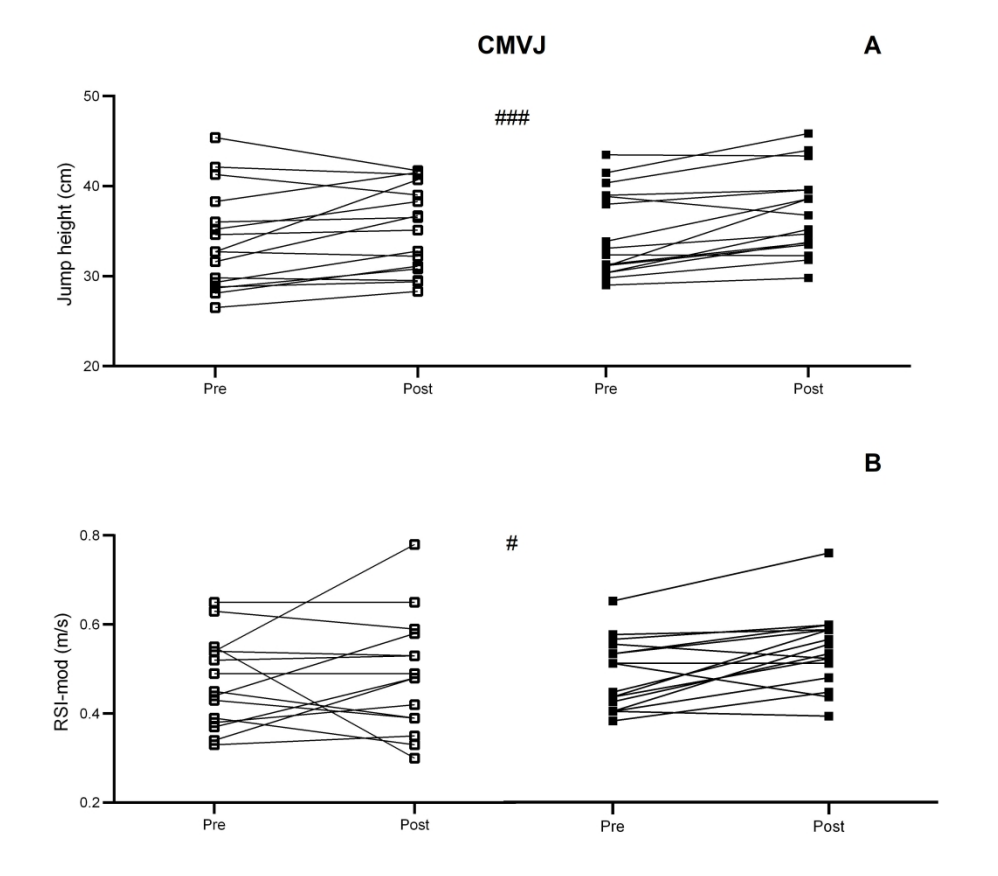 CMVJ
A
###
Jump height (cm)
50
40
30
20
Pre
Post
Pre
Post
B
#
RSI-mod (m/s)
0.8
0.6
0.4
0.2
Pre
Post
Pre
Post